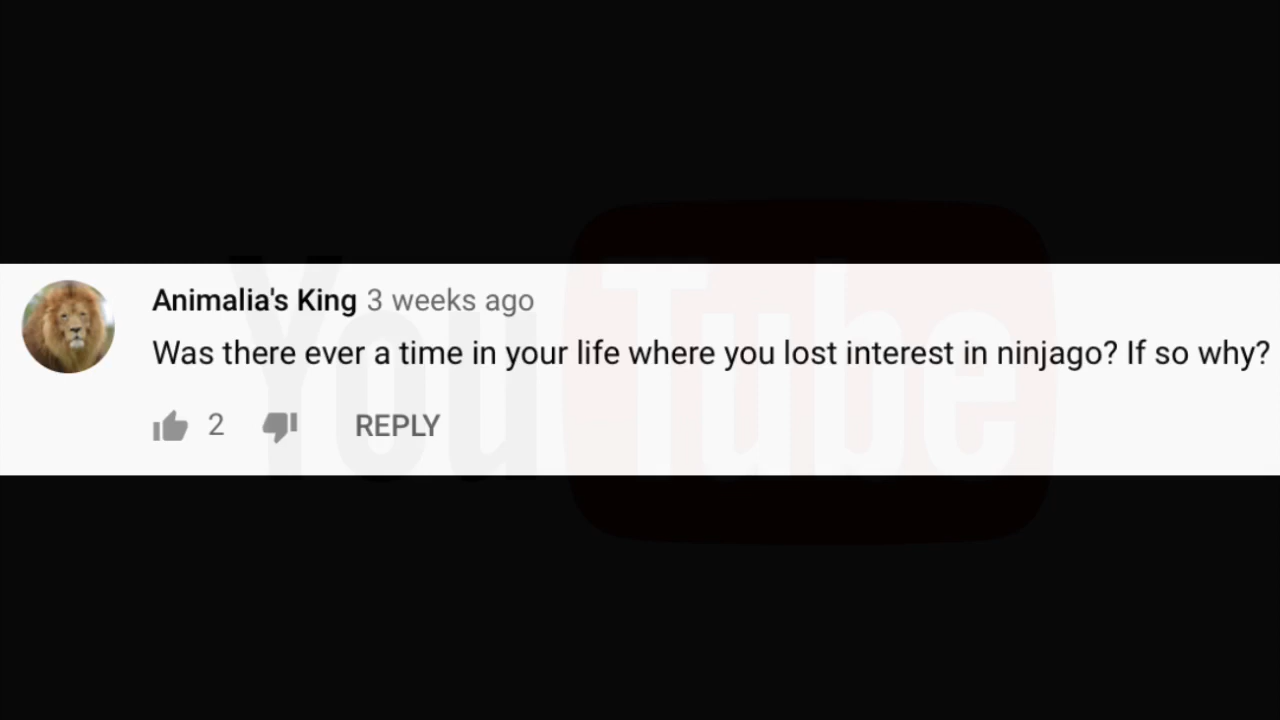 YouTube
Animalia's King 3 weeks ago
Was there ever a time in your life where you lost interest in ninjago? If so why?
2 REPLY